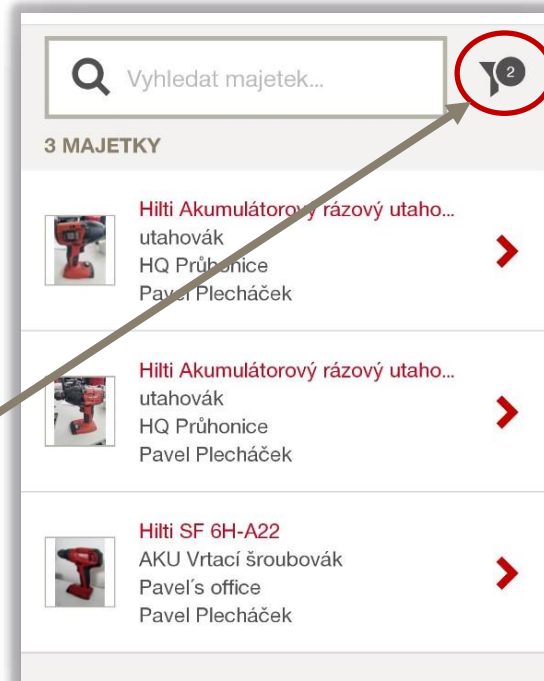 Vyhledat majetek...
2
3 MAJETKY
Hilti Akumulátorový rázový utaho...
utahovák
HQ Průhonice
Pavel Plecháček
Hilti Akumulátorový rázový utaho...
utahovák
HQ Průhonice
Pavel Plecháček
Hilti SF 6H-A22
AKU Vrtací šroubovák
Pavel´s office
Pavel Plecháček